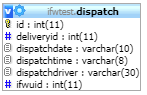 ifwtest.dispatch
id : int(11)
# deliveryid : int(11)
dispatchdate : varchar(10)
dispatchtime : varchar(8)
dispatchdriver : varchar(30)
# ifwuid : int(11)